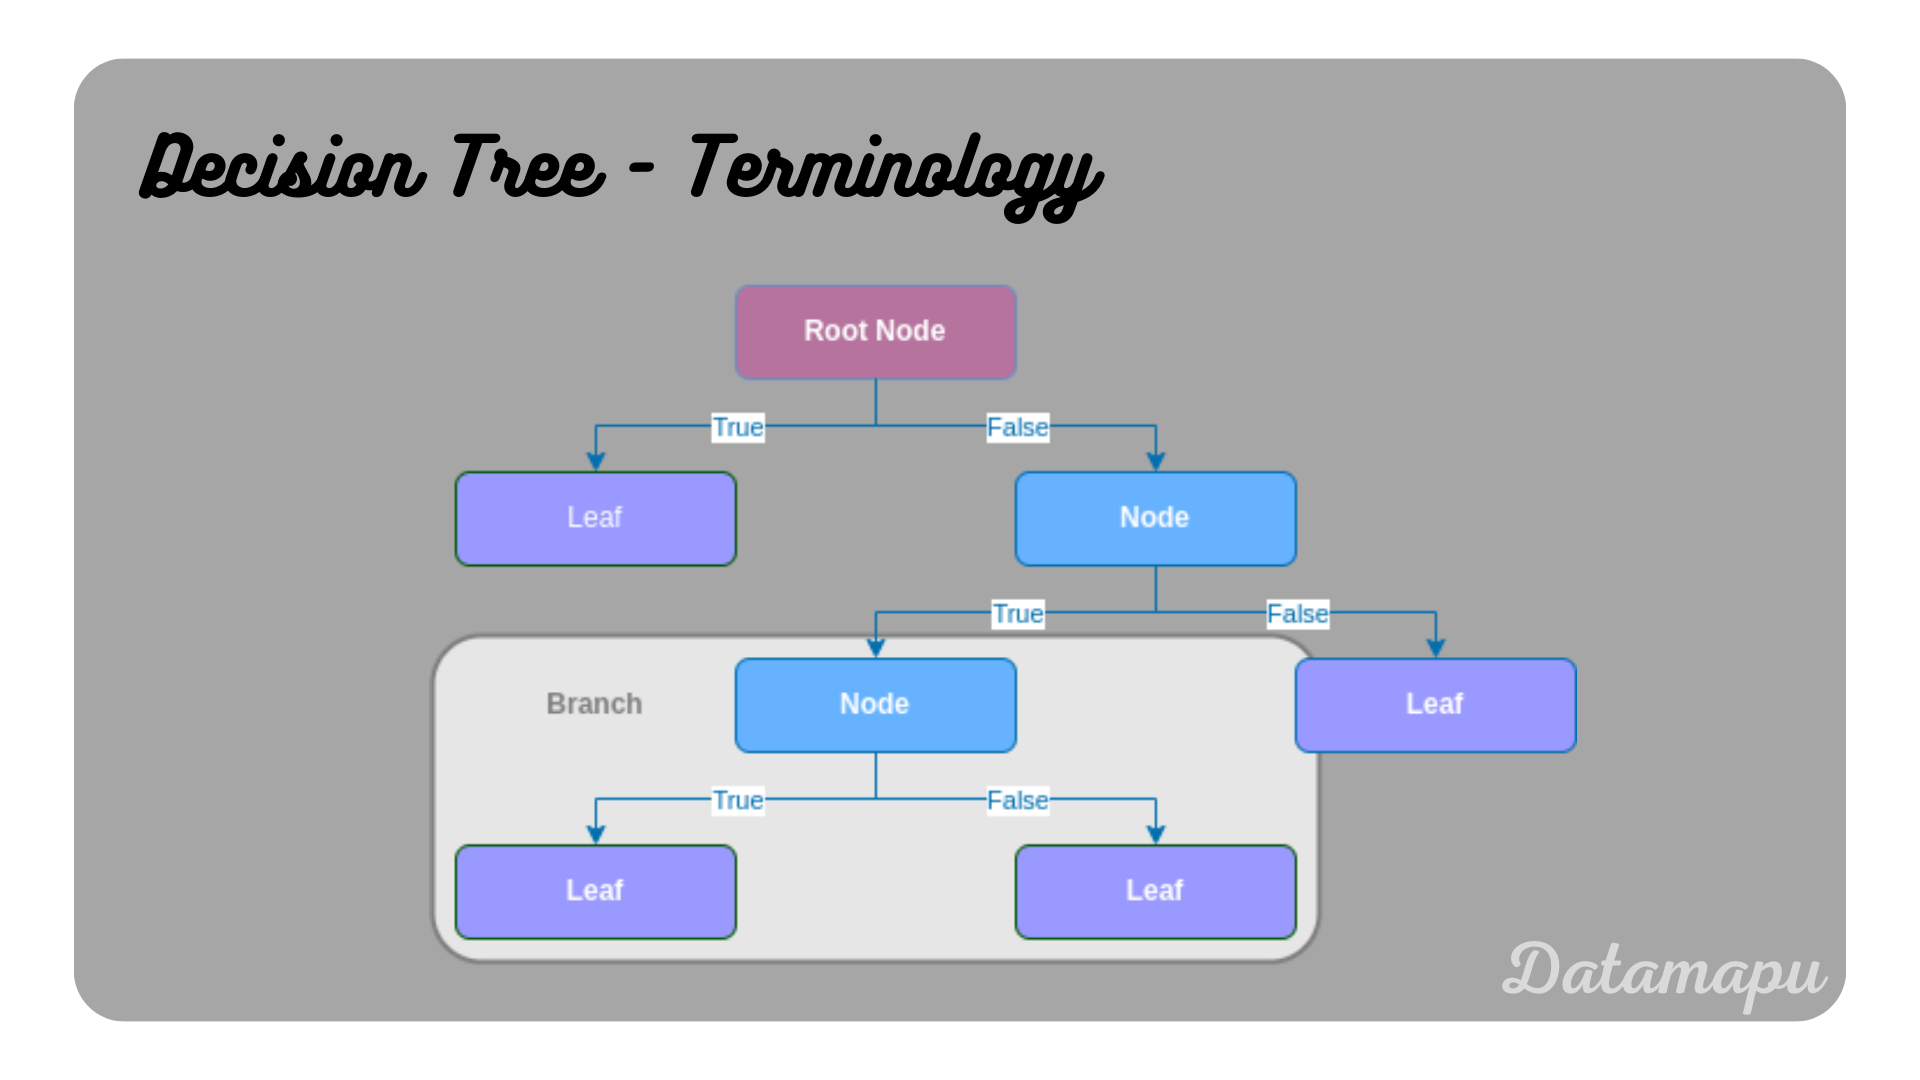 Decision Tree - Terminology
Root Node
True
False
Leaf
Node
True
False
Branch
Node
Leaf
True
False
Leaf
Leaf
Datamapu